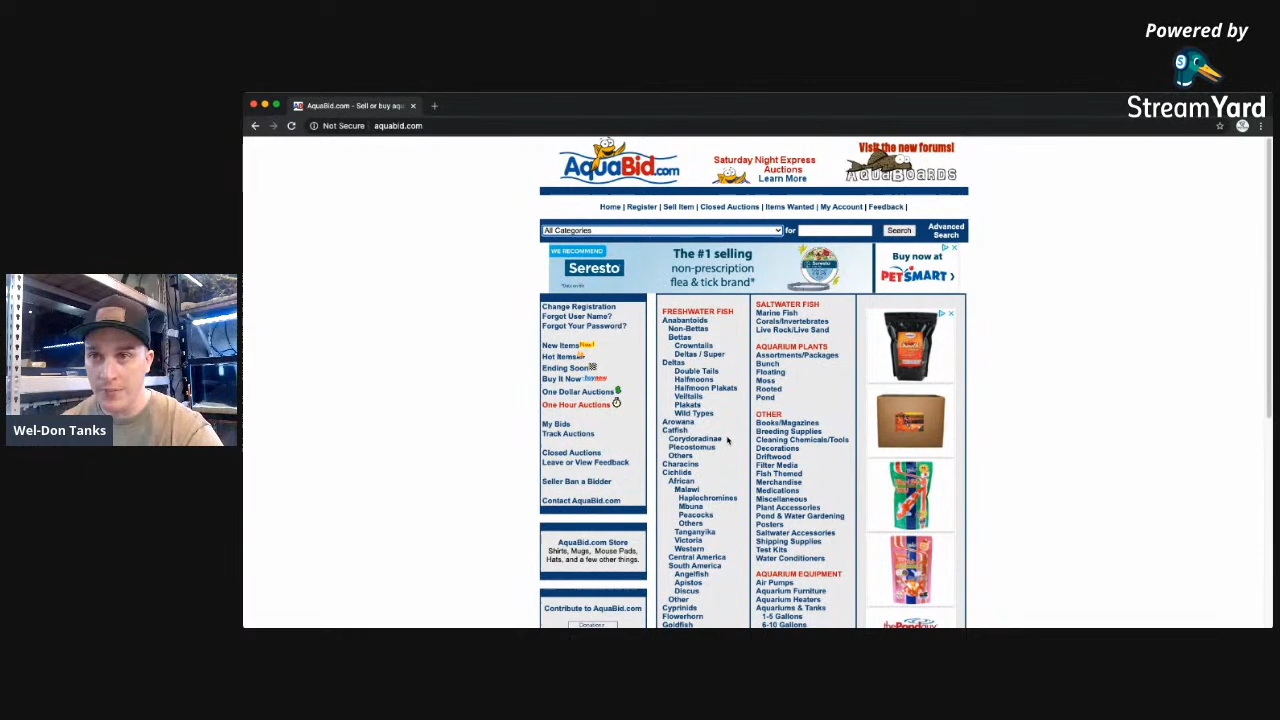 Powered by
StreamYard
AquaBid.com - Sell or buy aqu
Not Secure
aquabid.com
AquaBid.com
Saturday Night Express
Auctions
Learn More
Visit the new forums!
AQUABOARDS
Home | Register | Sell Item | Closed Auctions | Items Wanted | My Account | Feedback |
All Categories
for
Search
Advanced
Search
WE RECOMMEND
Seresto
The #1 selling
non-prescription
flea & tick brand*
Buy now at
PETSMART
Change Registration
Forgot User Name?
Forgot Your Password?
New Items
Hot Items
Ending Soon
Buy It Now
One Dollar Auctions
One Hour Auctions
My Bids
Track Auctions
Closed Auctions
Leave or View Feedback
Seller Ban a Bidder
Contact AquaBid.com
AquaBid.com Store
Shirts, Mugs, Mouse Pads,
Hats, and a few other things.
Contribute to AquaBid.com
Donations
FRESHWATER FISH
Anabantoids
Non-Bettas
Bettas
Crowntails
Deltas / Super
Deltas
Double Tails
Halfmoons
Halfmoon Plakats
Veiltails
Plakats
Wild Types
Arowana
Catfish
Corydoradinae
Plecostomus
Others
Characins
Cichlids
African
Malawi
Haplochromines
Mbuna
Peacocks
Others
Tanganyika
Victoria
Western
Central America
South America
Angelfish
Apistos
Discus
Other
Cyprinids
Flowerhorn
Goldfish
SALTWATER FISH
Marine Fish
Corals/Invertebrates
Live Rock/Live Sand
AQUARIUM PLANTS
Assortments/Packages
Bunch
Floating
Moss
Rooted
Pond
OTHER
Books/Magazines
Breeding Supplies
Cleaning Chemicals/Tools
Decorations
Driftwood
Filter Media
Fish Themed
Merchandise
Medications
Miscellaneous
Plant Accessories
Pond & Water Gardening
Posters
Saltwater Accessories
Shipping Supplies
Test Kits
Water Conditioners
AQUARIUM EQUIPMENT
Air Pumps
Aquarium Furniture
Aquarium Heaters
Aquariums & Tanks
1-5 Gallons
6-10 Gallons
Wel-Don Tanks